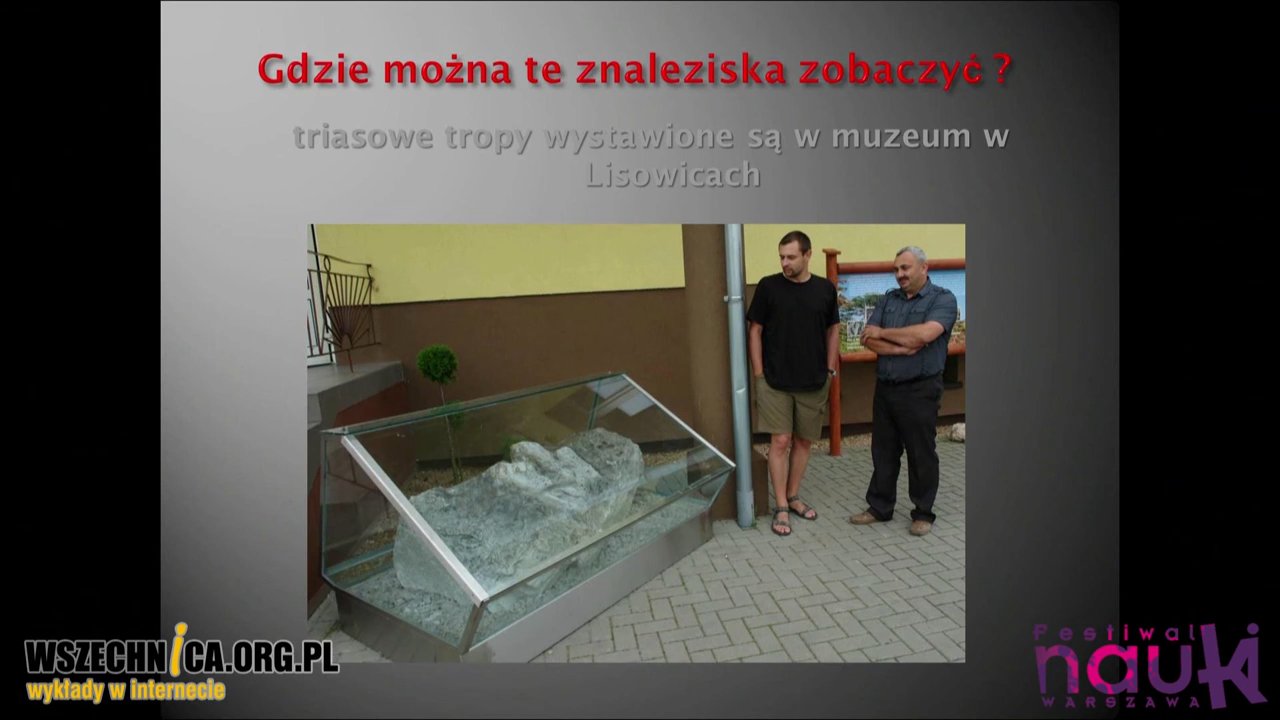 Gdzie można te znaleziska zobaczyć ?
triasowe tropy wystawione są w muzeum w
Lisowicach
WSZECHNiCA.ORG.PL
wykłady w internecie
Festiwal
nauki
WARSZAWA